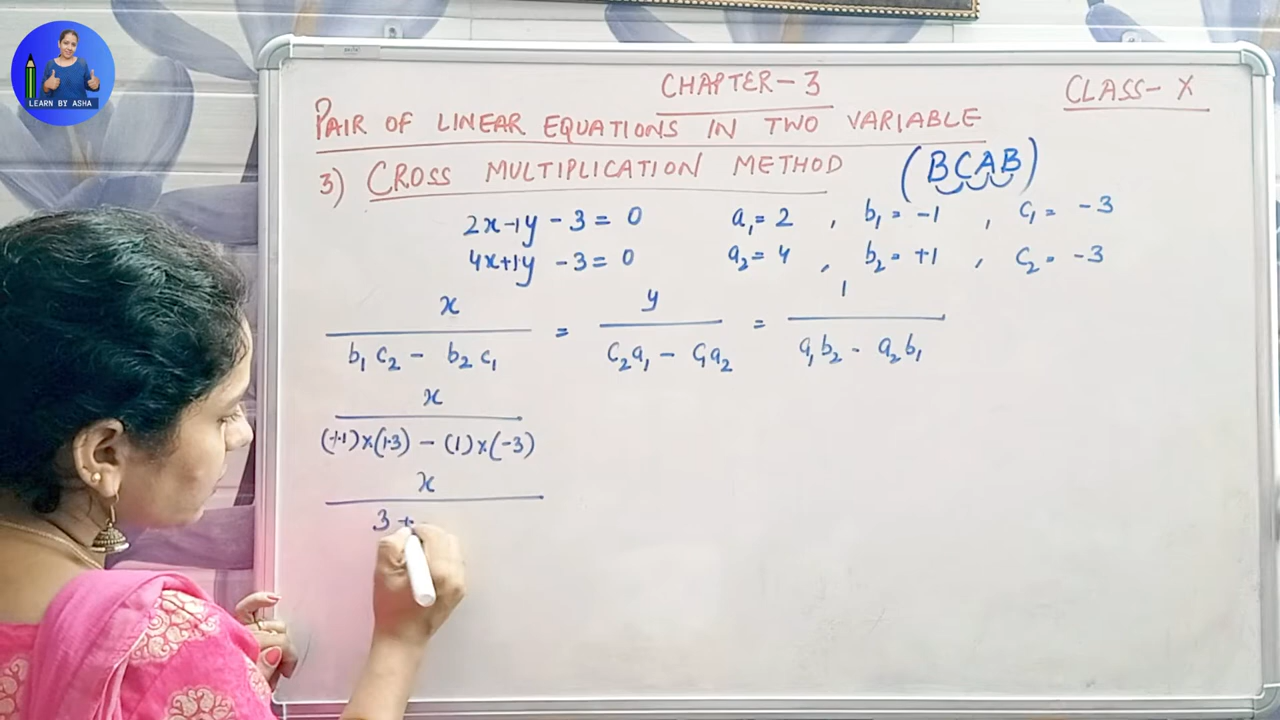 LEARN BY ASHA
CHAPTER-3
CLASS-X
PAIR OF LINEAR EQUATIONS IN TWO VARIABLE
3) CROSS MULTIPLICATION METHOD (BCAB)
2x-1y-3=0 a₁=2 , b₁=-1 , c₁= -3
4x+1y-3=0 a₂=4 , b₂=+1 , c₂= -3
x y 1
= =
b₁c₂ - b₂c₁ c₂a₁ - c₁a₂ a₁b₂ - a₂b₁
x
(-1)×(-3) - (1)×(-3)
x
3 +